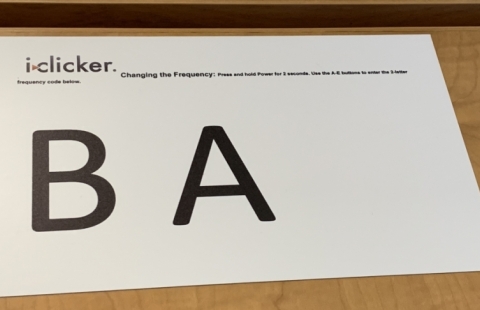 i>clicker. Changing the Frequency: Press and hold Power for 2 seconds. Use the A-E buttons to enter the 2-letter
frequency code below.
B A